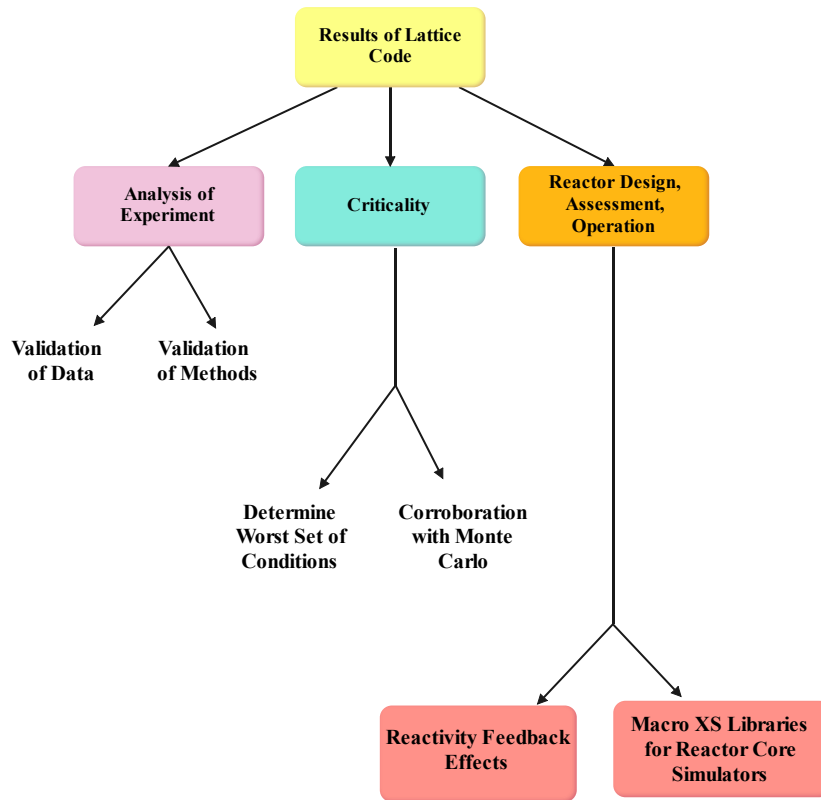 Results of Lattice
Code
Analysis of
Experiment
Criticality
Reactor Design,
Assessment,
Operation
Validation
of Data
Validation
of Methods
Determine
Worst Set of
Conditions
Corroboration
with Monte
Carlo
Reactivity Feedback
Effects
Macro XS Libraries
for Reactor Core
Simulators